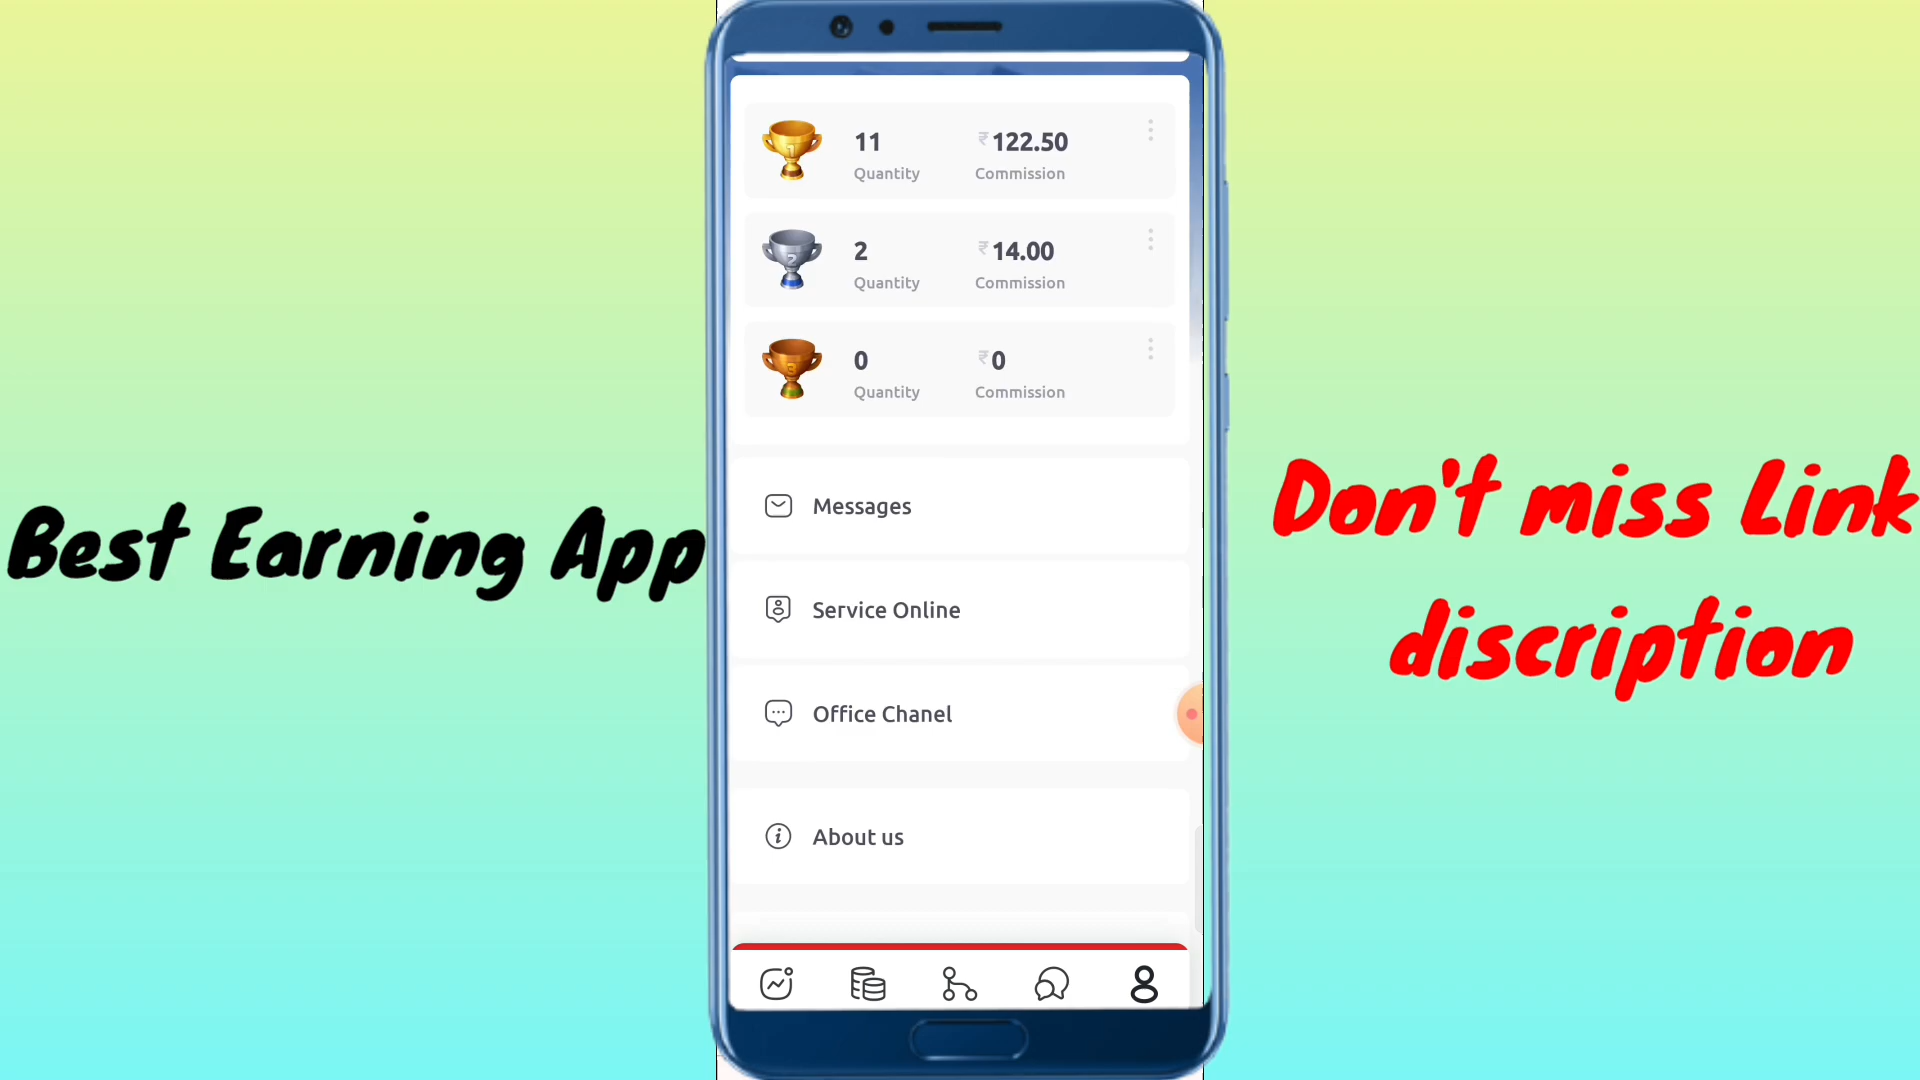 11
₹122.50
Quantity
Commission
2
₹14.00
Quantity
Commission
0
₹0
Quantity
Commission
Messages
Service Online
Office Chanel
About us
Best Earning App
Don't miss Link
discription